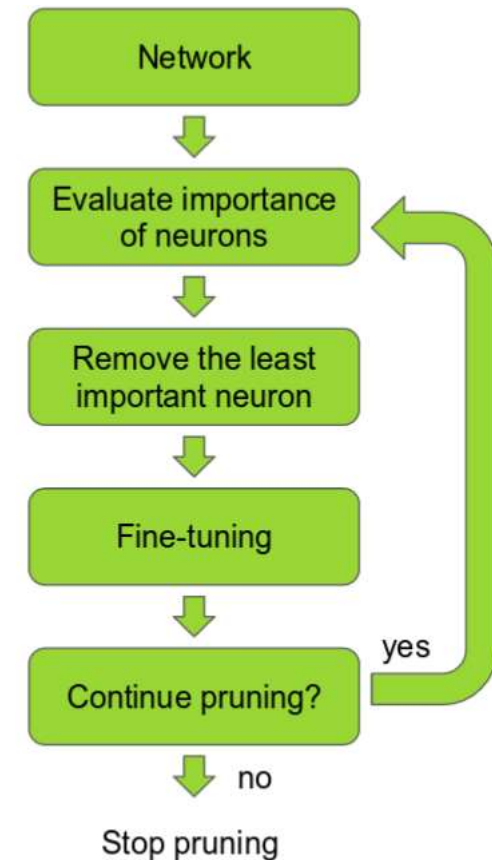 Network
Evaluate importance
of neurons
Remove the least
important neuron
Fine-tuning
yes
Continue pruning?
no
Stop pruning